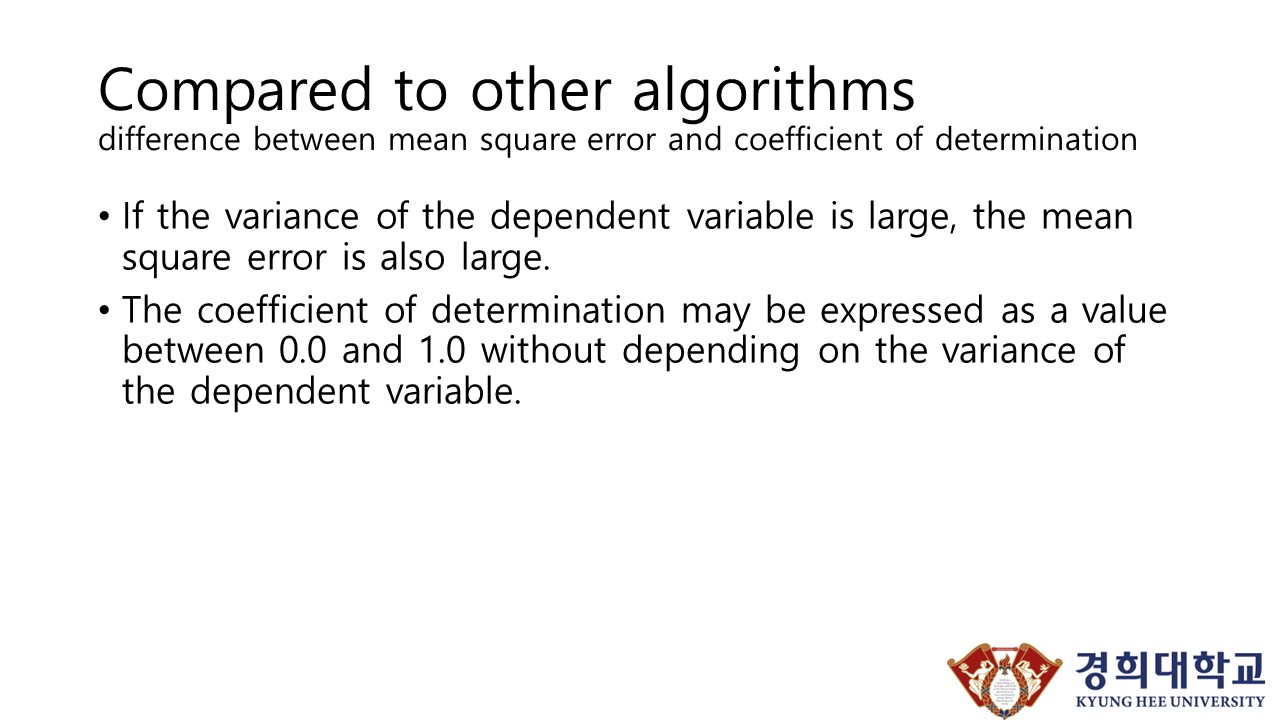 Compared to other algorithms
difference between mean square error and coefficient of determination
• If the variance of the dependent variable is large, the mean
square error is also large.
• The coefficient of determination may be expressed as a value
between 0.0 and 1.0 without depending on the variance of
the dependent variable.
경희대학교
KYUNG HEE UNIVERSITY